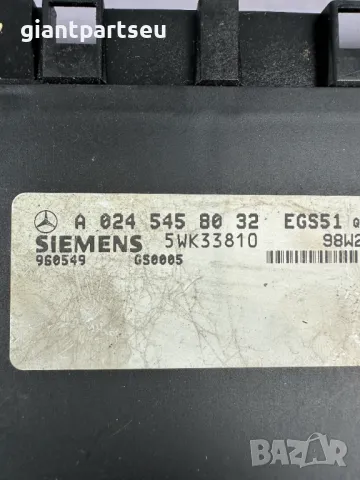 giantpartseu
A 024 545 80 32 EGS51 G
SIEMENS 5WK33810 98W2
960549 GS0005
BAZAR